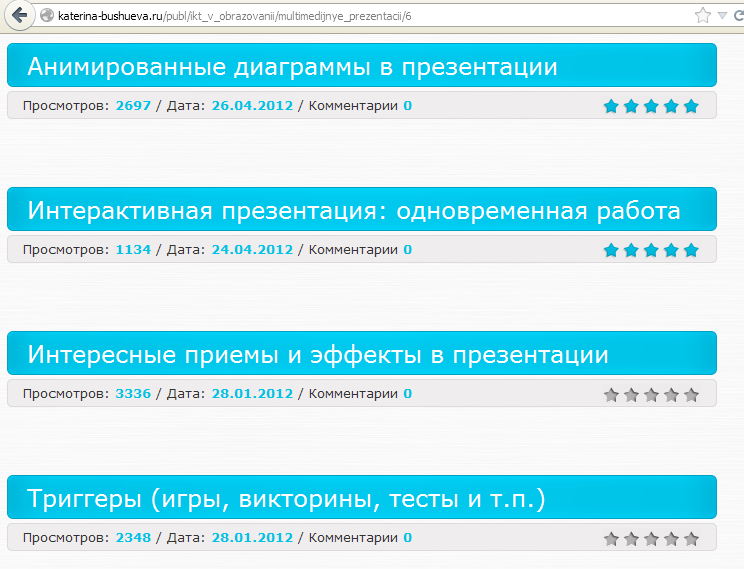 katerina-bushueva.ru/publ/ikt_v_obrazovanii/multimedijnye_prezentacii/6
Анимированные диаграммы в презентации
Просмотров: 2697 / Дата: 26.04.2012 / Комментарии 0
Интерактивная презентация: одновременная работа
Просмотров: 1134 / Дата: 24.04.2012 / Комментарии 0
Интересные приемы и эффекты в презентации
Просмотров: 3336 / Дата: 28.01.2012 / Комментарии 0
Триггеры (игры, викторины, тесты и т.п.)
Просмотров: 2348 / Дата: 28.01.2012 / Комментарии 0